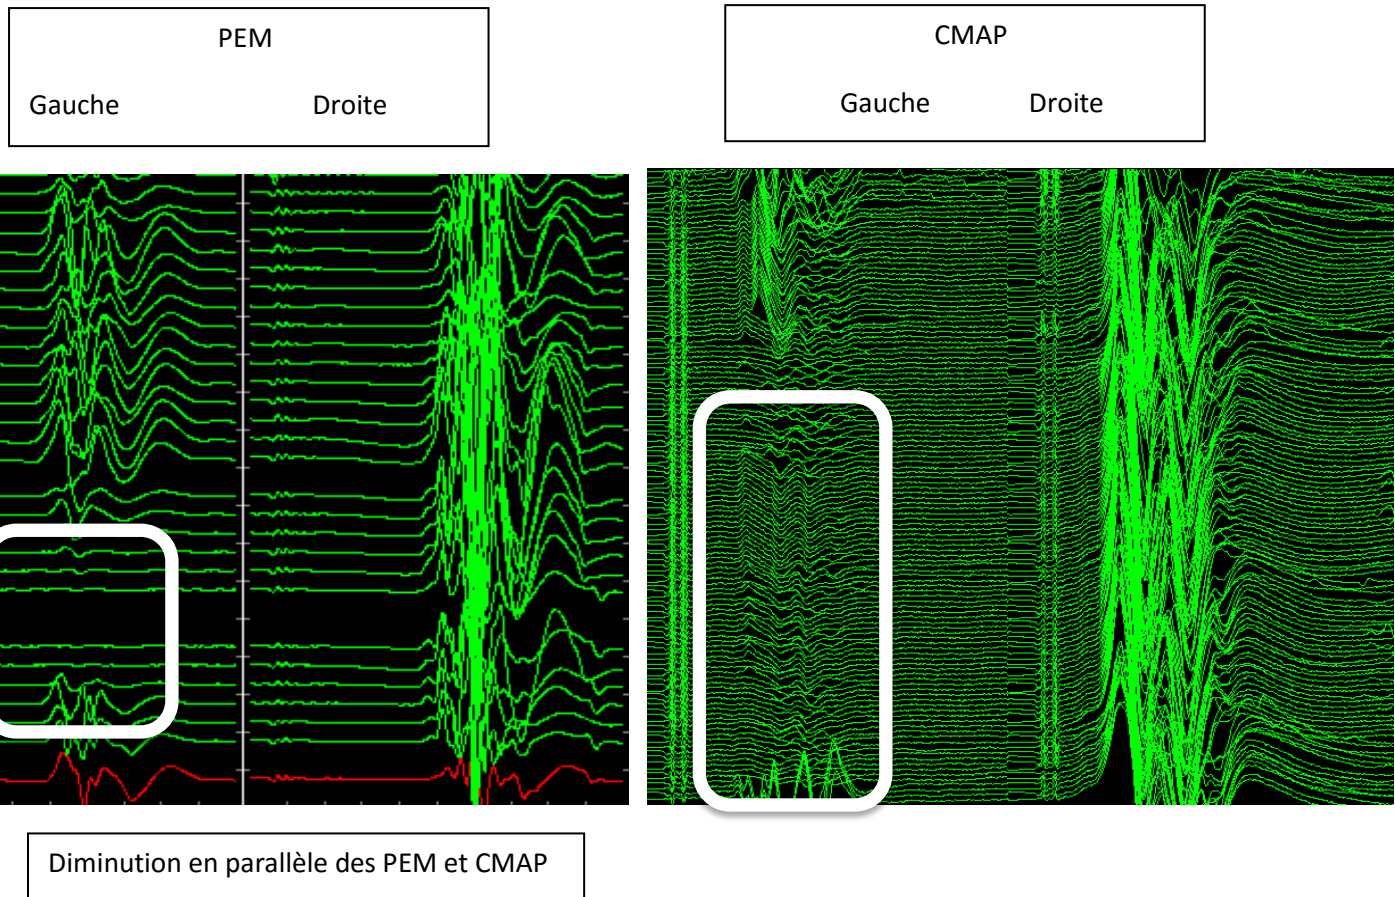 PEM
Gauche Droite
CMAP
Gauche Droite
Diminution en parallèle des PEM et CMAP